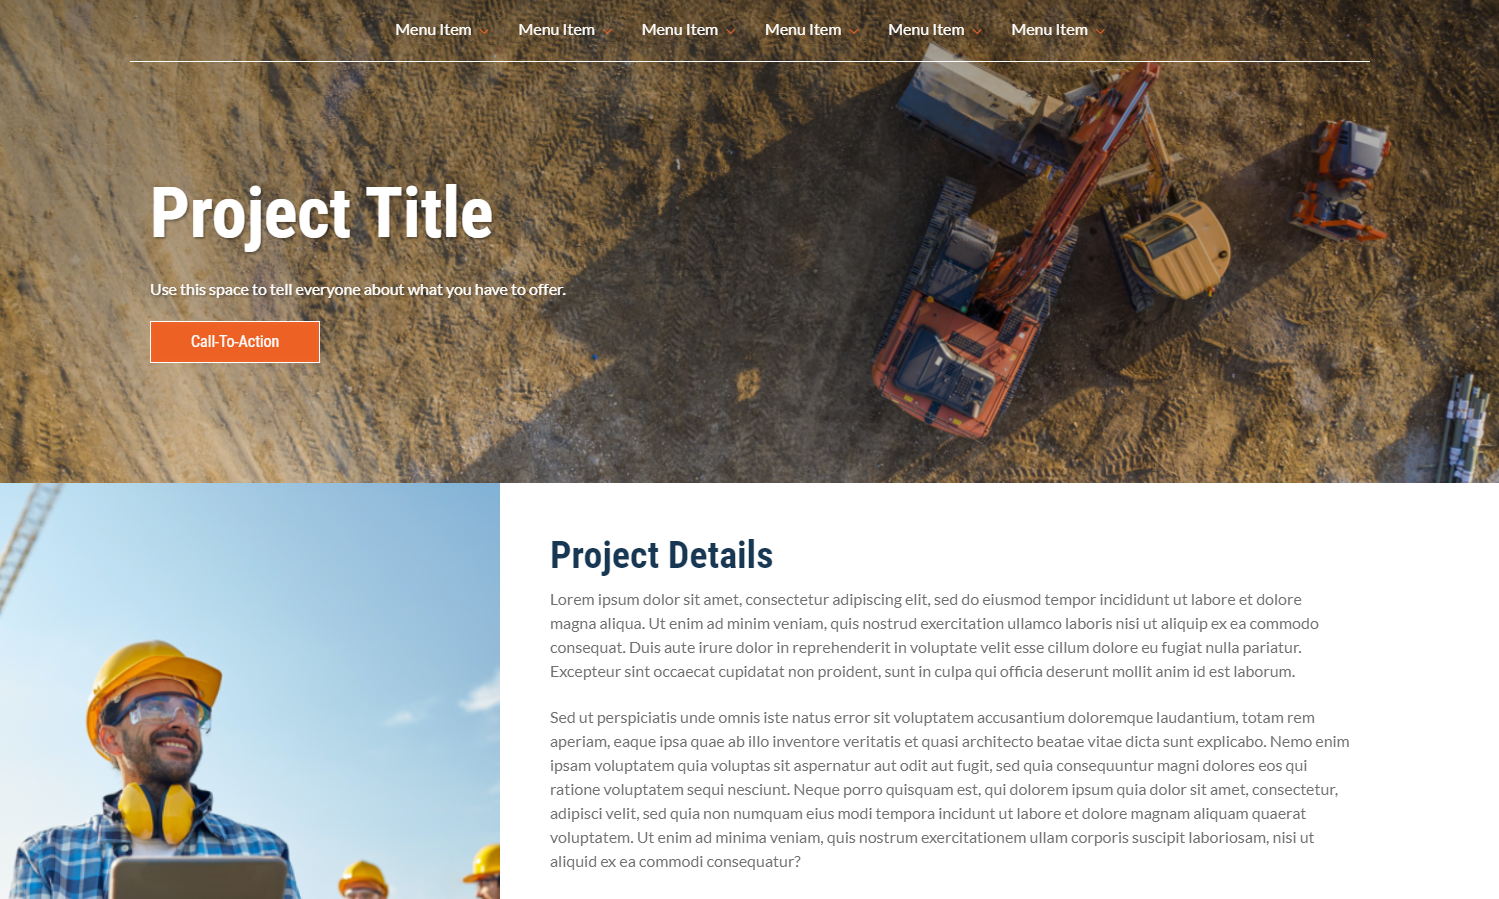 Menu Item Menu Item Menu Item Menu Item Menu Item Menu Item
Project Title
Use this space to tell everyone about what you have to offer.
Call-To-Action
Project Details
Lorem ipsum dolor sit amet, consectetur adipiscing elit, sed do eiusmod tempor incididunt ut labore et dolore
magna aliqua. Ut enim ad minim veniam, quis nostrud exercitation ullamco laboris nisi ut aliquip ex ea commodo
consequat. Duis aute irure dolor in reprehenderit in voluptate velit esse cillum dolore eu fugiat nulla pariatur.
Excepteur sint occaecat cupidatat non proident, sunt in culpa qui officia deserunt mollit anim id est laborum.
Sed ut perspiciatis unde omnis iste natus error sit voluptatem accusantium doloremque laudantium, totam rem
aperiam, eaque ipsa quae ab illo inventore veritatis et quasi architecto beatae vitae dicta sunt explicabo. Nemo enim
ipsam voluptatem quia voluptas sit aspernatur aut odit aut fugit, sed quia consequuntur magni dolores eos qui
ratione voluptatem sequi nesciunt. Neque porro quisquam est, qui dolorem ipsum quia dolor sit amet, consectetur,
adipisci velit, sed quia non numquam eius modi tempora incidunt ut labore et dolore magnam aliquam quaerat
voluptatem. Ut enim ad minima veniam, quis nostrum exercitationem ullam corporis suscipit laboriosam, nisi ut
aliquid ex ea commodi consequatur?